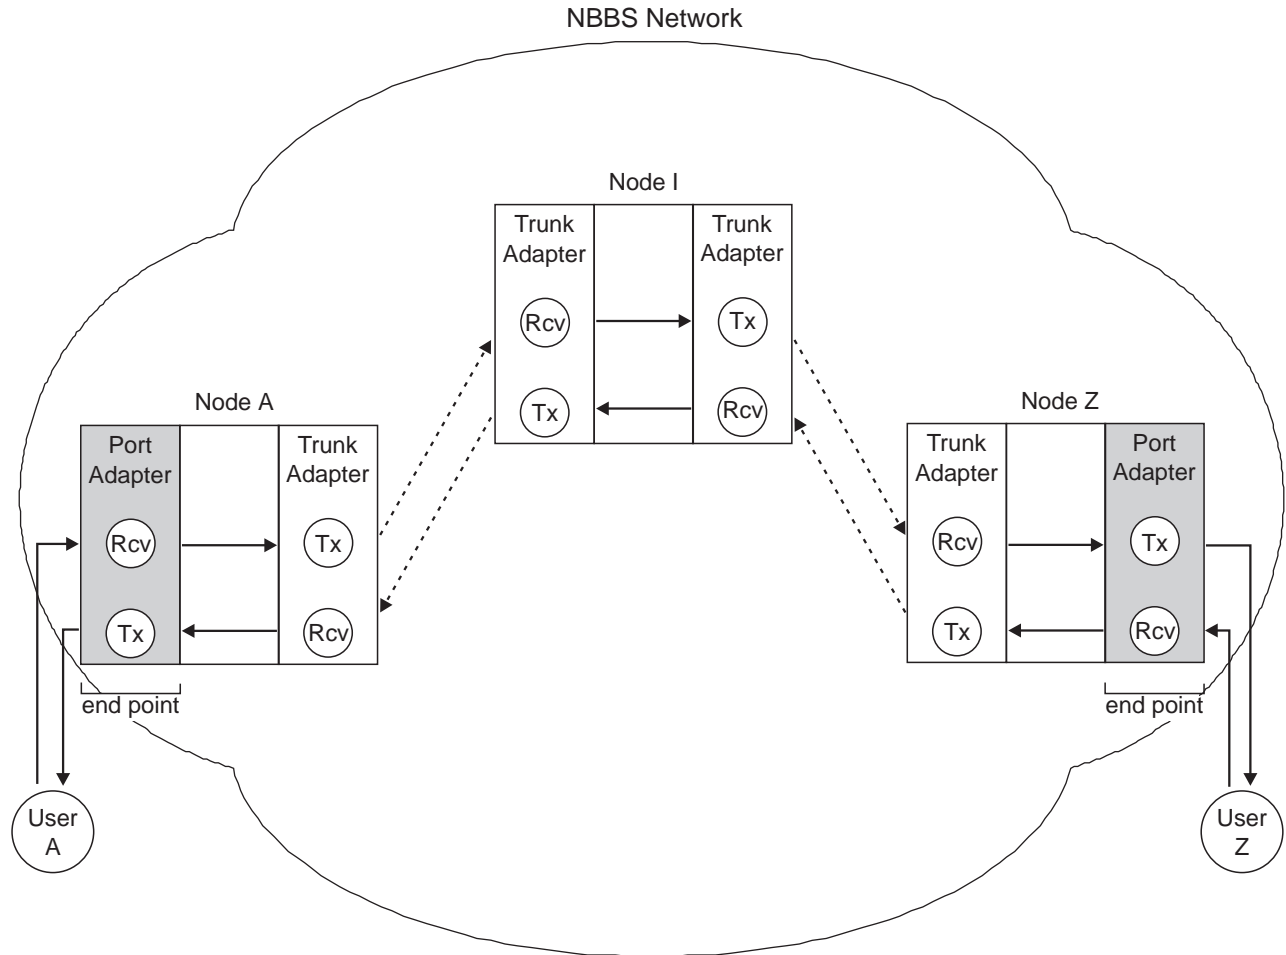 NBBS Network
Node I
Trunk
Adapter
Trunk
Adapter
Rcv
Tx
Tx
Rcv
Node A
Port
Adapter
Trunk
Adapter
Rcv
Tx
Tx
Rcv
end point
Node Z
Trunk
Adapter
Port
Adapter
Rcv
Tx
Tx
Rcv
end point
User
A
User
Z